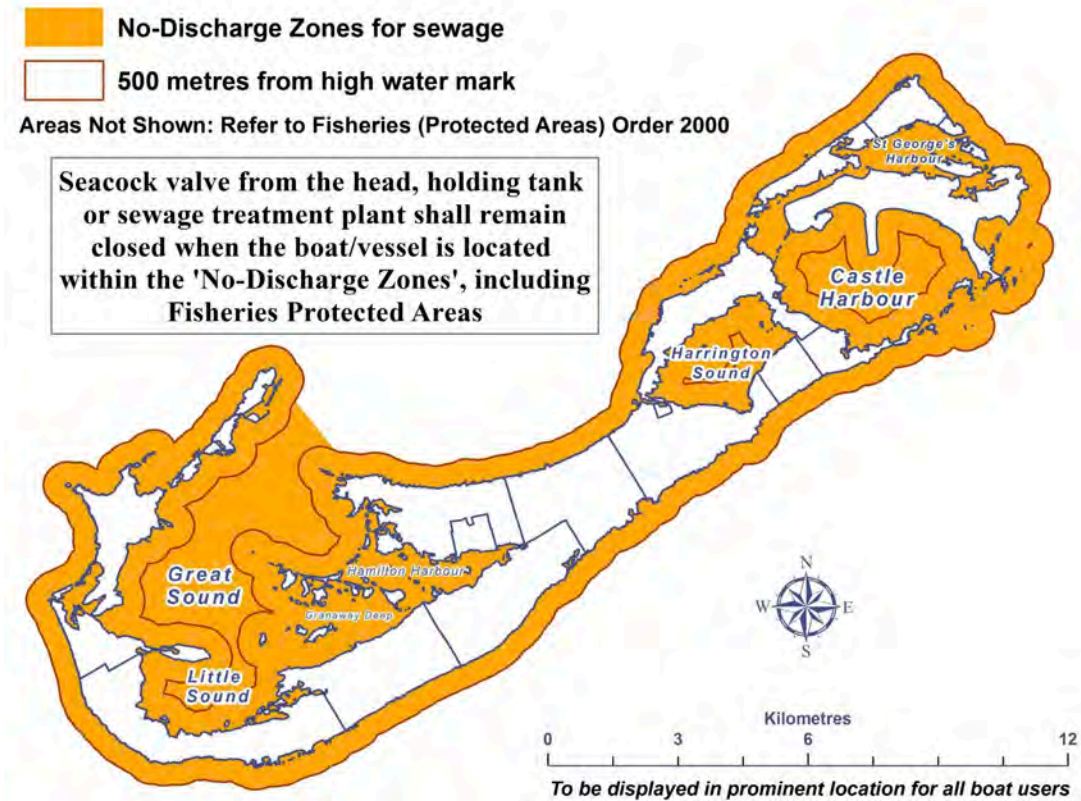 No-Discharge Zones for sewage
500 metres from high water mark
Areas Not Shown: Refer to Fisheries (Protected Areas) Order 2000
Seacock valve from the head, holding tank
or sewage treatment plant shall remain
closed when the boat/vessel is located
within the 'No-Discharge Zones', including
Fisheries Protected Areas
St George's
Harbour
Castle
Harbour
Harrington
Sound
Great
Sound
Hamilton Harbour
Granaway Deep
Little
Sound
N
W E
S
Kilometres
0 3 6 12
To be displayed in prominent location for all boat users